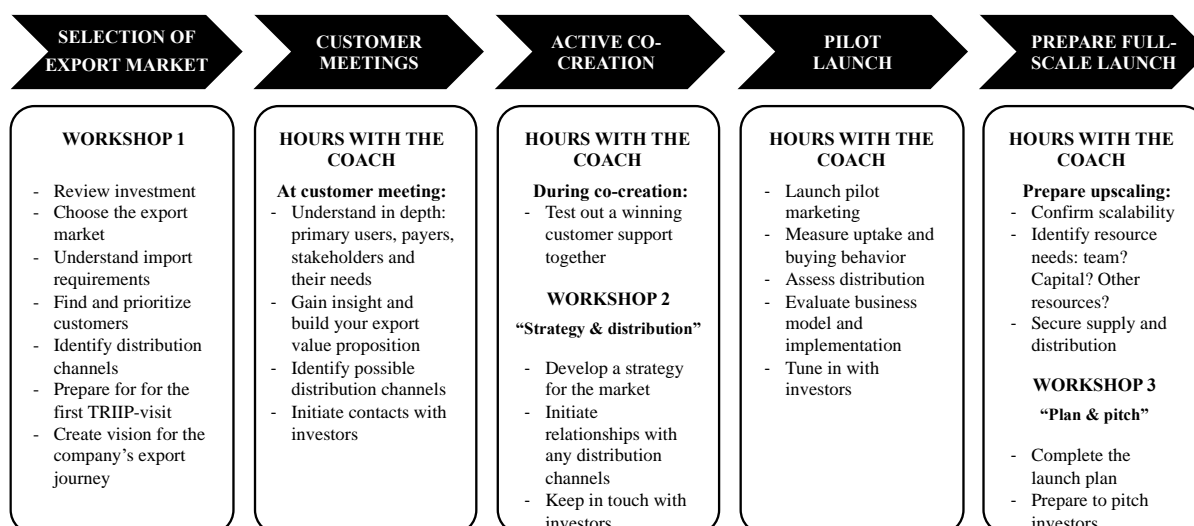 SELECTION OF
EXPORT MARKET
CUSTOMER
MEETINGS
ACTIVE CO-
CREATION
PILOT
LAUNCH
PREPARE FULL-
SCALE LAUNCH
WORKSHOP 1
- Review investment
- Choose the export
market
- Understand import
requirements
- Find and prioritize
customers
- Identify distribution
channels
- Prepare for for the
first TRIIP-visit
- Create vision for the
company’s export
journey
HOURS WITH THE
COACH
At customer meeting:
- Understand in depth:
primary users, payers,
stakeholders and
their needs
- Gain insight and
build your export
value proposition
- Identify possible
distribution channels
- Initiate contacts with
investors
HOURS WITH THE
COACH
During co-creation:
- Test out a winning
customer support
together
WORKSHOP 2
“Strategy & distribution”
- Develop a strategy
for the market
- Initiate
relationships with
any distribution
channels
- Keep in touch with
investors
HOURS WITH THE
COACH
- Launch pilot
marketing
- Measure uptake and
buying behavior
- Assess distribution
- Evaluate business
model and
implementation
- Tune in with
investors
HOURS WITH THE
COACH
Prepare upscaling:
- Confirm scalability
- Identify resource
needs: team?
Capital? Other
resources?
- Secure supply and
distribution
WORKSHOP 3
“Plan & pitch”
- Complete the
launch plan
- Prepare to pitch
investors